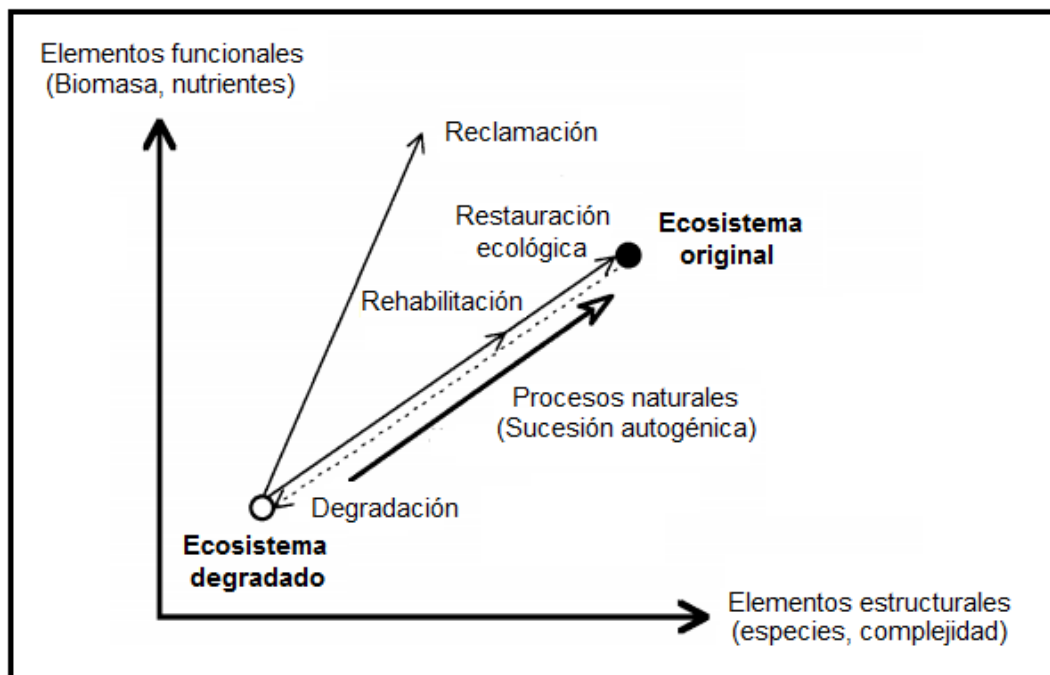 Elementos funcionales
(Biomasa, nutrientes)
Reclamación
Restauración
ecológica
Ecosistema
original
Rehabilitación
Procesos naturales
(Sucesión autogénica)
Degradación
Ecosistema
degradado
Elementos estructurales
(especies, complejidad)